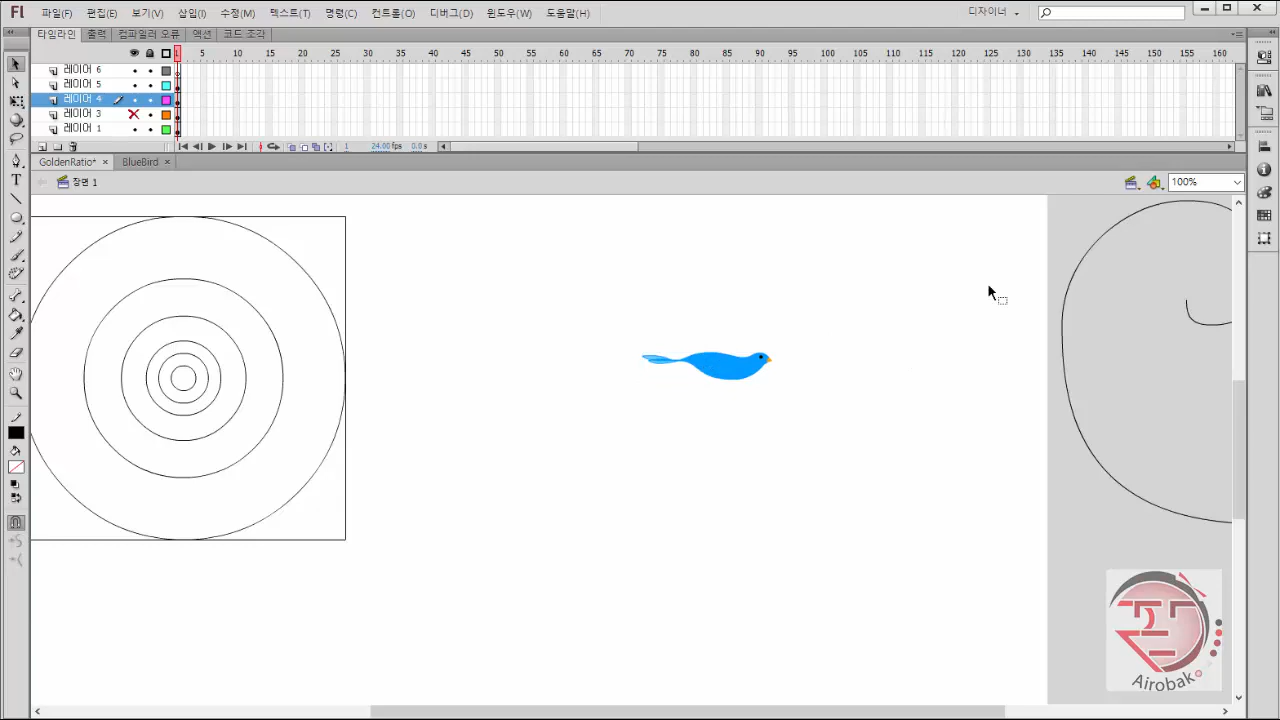 Fl 파일(F) 편집(E) 보기(V) 삽입(I) 수정(M) 텍스트(T) 명령(C) 컨트롤(O) 디버그(D) 윈도우(W) 도움말(H) 디자이너
타임라인 출력 컴파일러 오류 액션 코드 조각
1 5 10 15 20 25 30 35 40 45 50 55 60 65 70 75 80 85 90 95 100 105 110 115 120 125 130 135 140 145 150 155 160
레이어 6
레이어 5
레이어 4
레이어 3
레이어 1
1 24.00 fps 0.0 s
GoldenRatio* BlueBird
장면 1 100%
T
Airobak